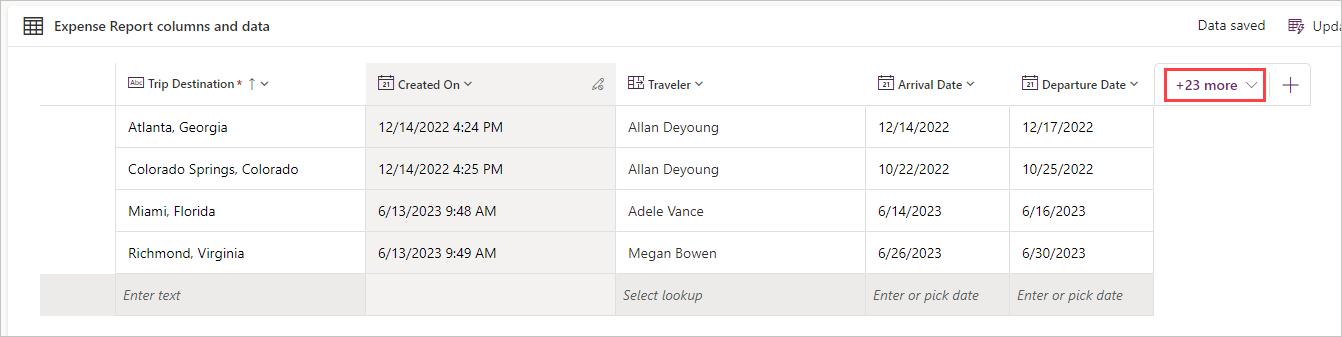 Expense Report columns and data Data saved Upda
Abc Trip Destination * ↑ 21 Created On Traveler 21 Arrival Date 21 Departure Date +23 more +
Atlanta, Georgia 12/14/2022 4:24 PM Allan Deyoung 12/14/2022 12/17/2022
Colorado Springs, Colorado 12/14/2022 4:25 PM Allan Deyoung 10/22/2022 10/25/2022
Miami, Florida 6/13/2023 9:48 AM Adele Vance 6/14/2023 6/16/2023
Richmond, Virginia 6/13/2023 9:49 AM Megan Bowen 6/26/2023 6/30/2023
Enter text Select lookup Enter or pick date Enter or pick date